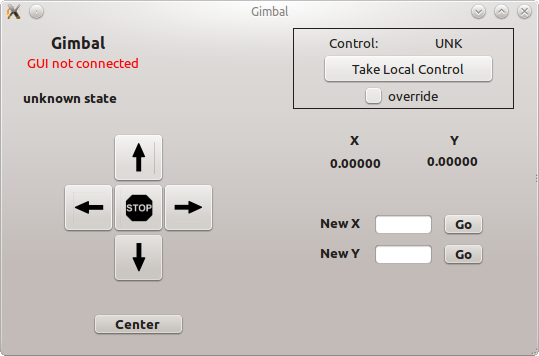 Gimbal
Gimbal
GUI not connected
unknown state
Control: UNK
Take Local Control
override
X Y
0.00000 0.00000
STOP
New X Go
New Y Go
Center